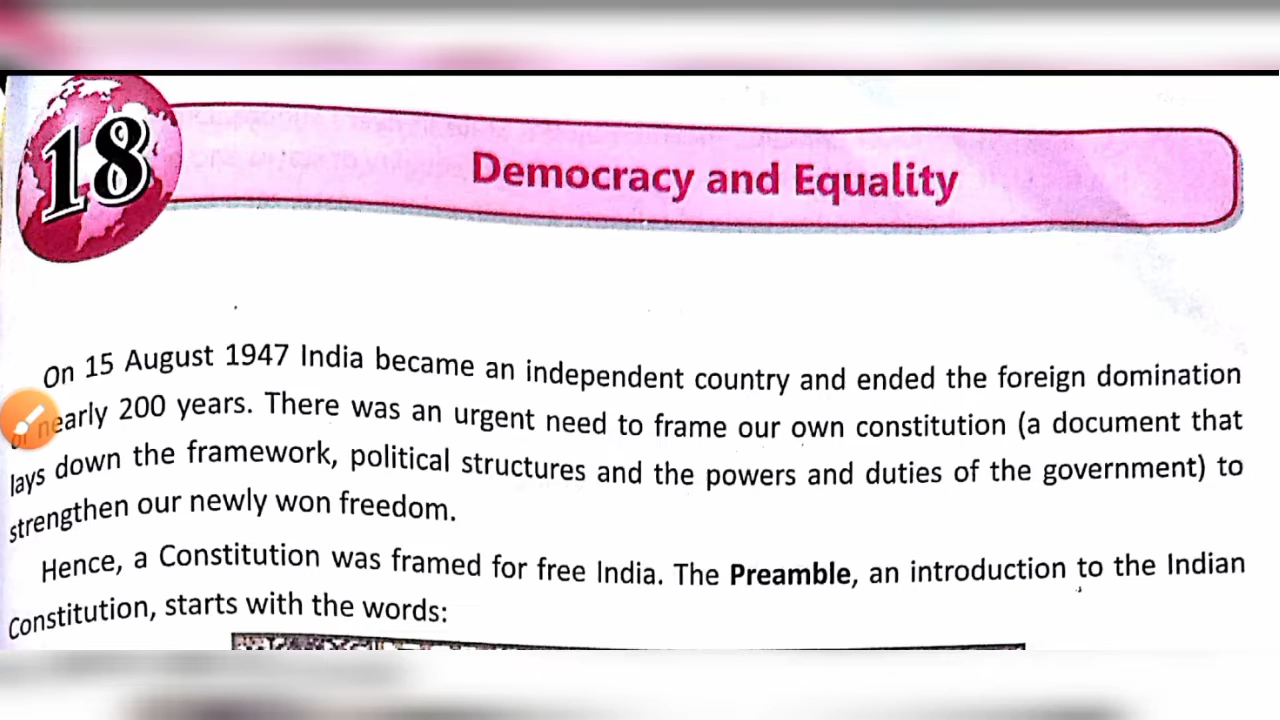 18
Democracy and Equality
On 15 August 1947 India became an independent country and ended the foreign domination
of nearly 200 years. There was an urgent need to frame our own constitution (a document that
lays down the framework, political structures and the powers and duties of the government) to
strengthen our newly won freedom.
Hence, a Constitution was framed for free India. The Preamble, an introduction to the Indian
Constitution, starts with the words: